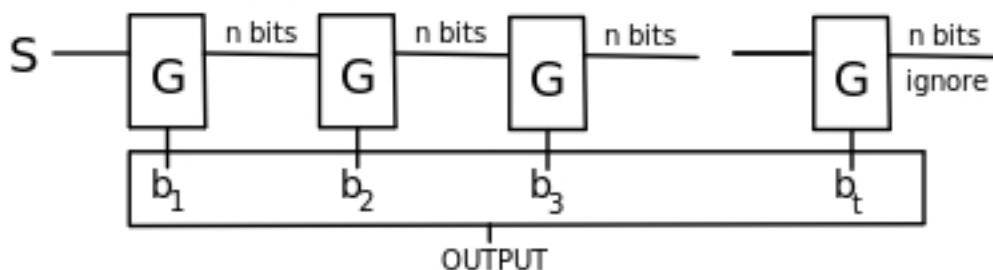 S G n bits G n bits G n bits G n bits
ignore
b1 b2 b3 bt
OUTPUT